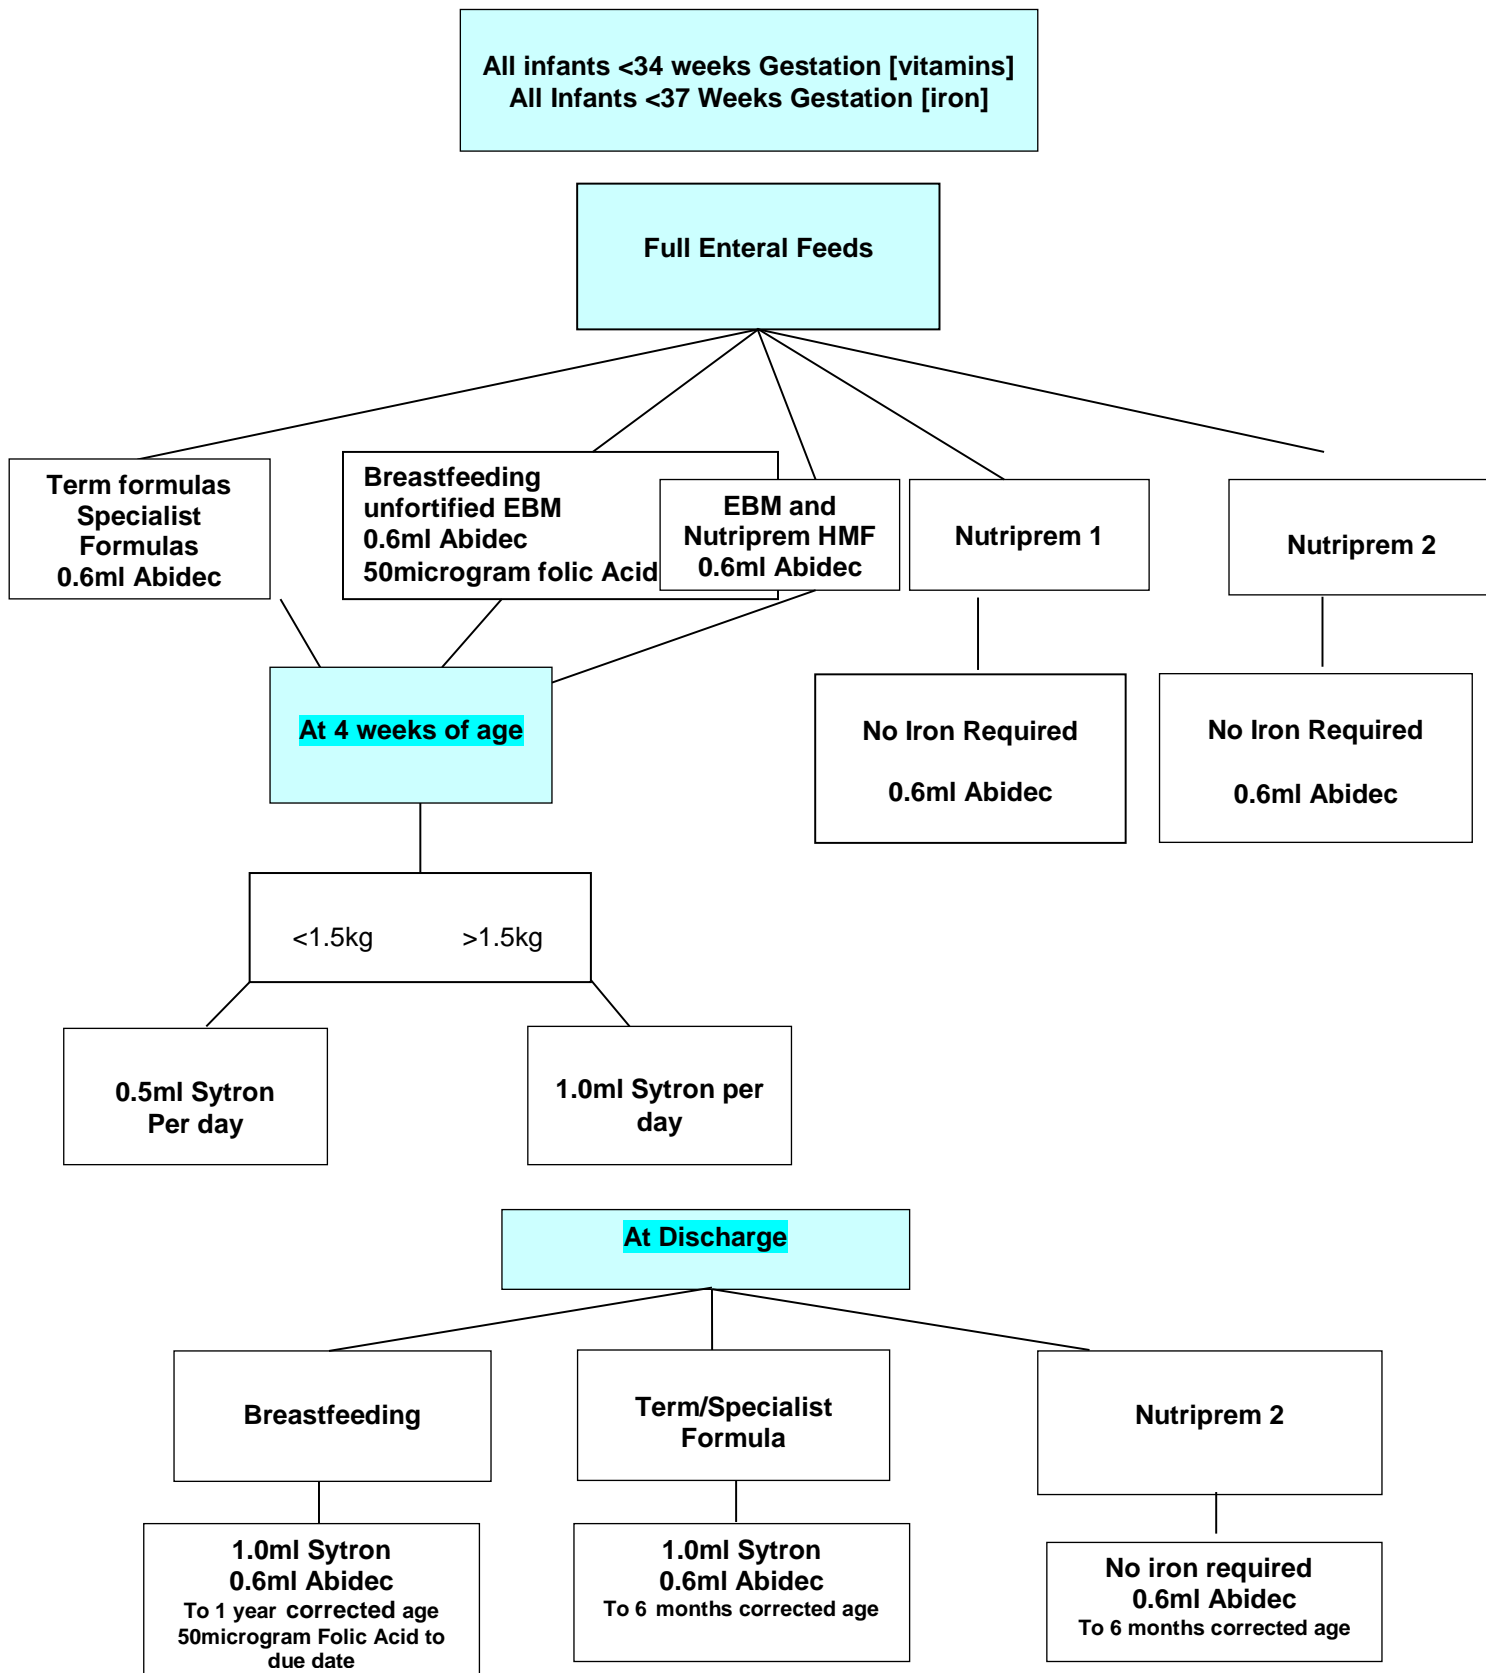 All infants <34 weeks Gestation [vitamins]
All Infants <37 Weeks Gestation [iron]
Full Enteral Feeds
Term formulas
Specialist
Formulas
0.6ml Abidec
Breastfeeding
unfortified EBM
0.6ml Abidec
50microgram folic Acid
EBM and
Nutriprem HMF
0.6ml Abidec
Nutriprem 1
Nutriprem 2
At 4 weeks of age
No Iron Required
0.6ml Abidec
No Iron Required
0.6ml Abidec
<1.5kg >1.5kg
0.5ml Sytron
Per day
1.0ml Sytron per
day
At Discharge
Breastfeeding
Term/Specialist
Formula
Nutriprem 2
1.0ml Sytron
0.6ml Abidec
To 1 year corrected age
50microgram Folic Acid to
due date
1.0ml Sytron
0.6ml Abidec
To 6 months corrected age
No iron required
0.6ml Abidec
To 6 months corrected age